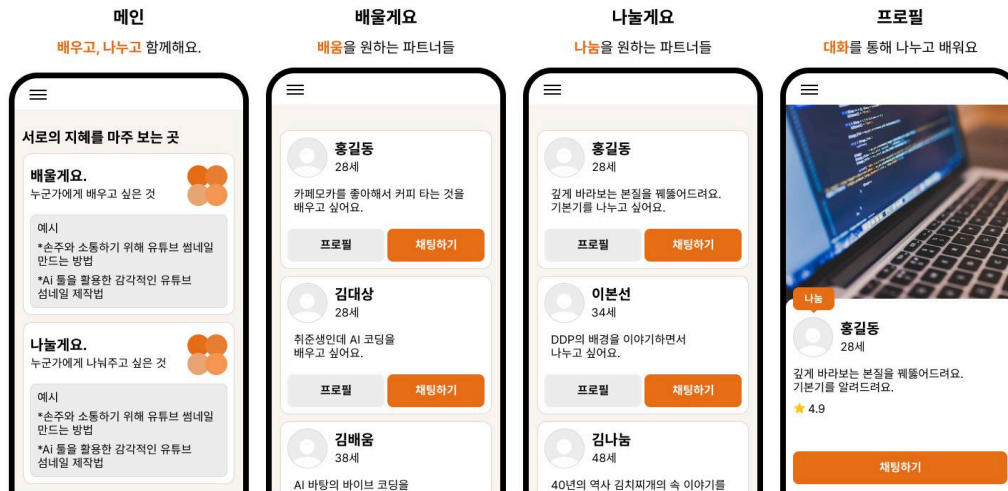 메인
배우고, 나누고 함께해요.
서로의 지혜를 마주 보는 곳
배울게요.
누군가에게 배우고 싶은 것
예시
*손주와 소통하기 위해 유튜브 썸네일
만드는 방법
*Ai 툴을 활용한 감각적인 유튜브
섬네일 제작법
나눌게요.
누군가에게 나눠주고 싶은 것
예시
*손주와 소통하기 위해 유튜브 썸네일
만드는 방법
*Ai 툴을 활용한 감각적인 유튜브
섬네일 제작법
배울게요
배움을 원하는 파트너들
홍길동
28세
카페모카를 좋아해서 커피 타는 것을
배우고 싶어요.
프로필
채팅하기
김대상
28세
취준생인데 AI 코딩을
배우고 싶어요.
프로필
채팅하기
김배움
38세
AI 바탕의 바이브 코딩을
나눌게요
나눔을 원하는 파트너들
홍길동
28세
깊게 바라보는 본질을 꿰뚫어드려요.
기본기를 나누고 싶어요.
프로필
채팅하기
이본선
34세
DDP의 배경을 이야기하면서
나누고 싶어요.
프로필
채팅하기
김나눔
48세
40년의 역사 김치찌개의 속 이야기를
프로필
대화를 통해 나누고 배워요
나눔
홍길동
28세
깊게 바라보는 본질을 꿰뚫어드려요.
기본기를 알려드려요.
4.9
채팅하기